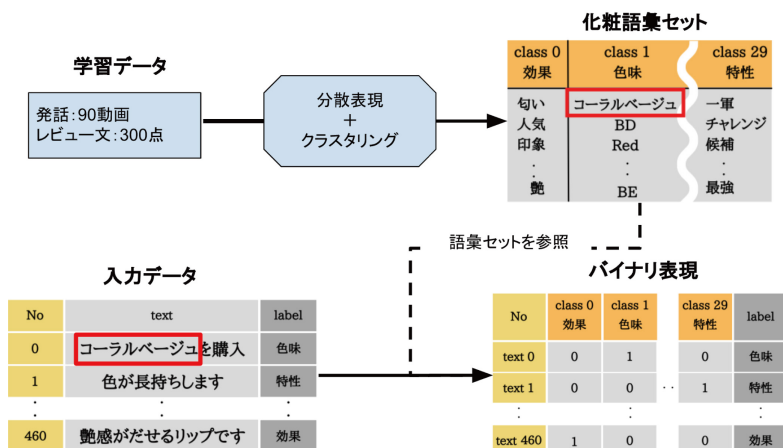 化粧語彙セット
学習データ
発話：90動画
レビュー文：300点
分散表現
＋
クラスタリング
class 0 class 1 class 29
効果 色味 特性
匂い コーラルベージュ 一軍
人気 BD チャレンジ
印象 Red 候補
: : :
艶 BE 最強
語彙セットを参照
入力データ
バイナリ表現
No text label
0 コーラルベージュを購入 色味
1 色が長持ちします 特性
: : :
460 艶感がだせるリップです 効果
No class 0 効果 class 1 色味 class 29 特性 label
text 0 0 1 0 色味
text 1 0 0 ·· 1 特性
: : :
text 460 1 0 0 効果